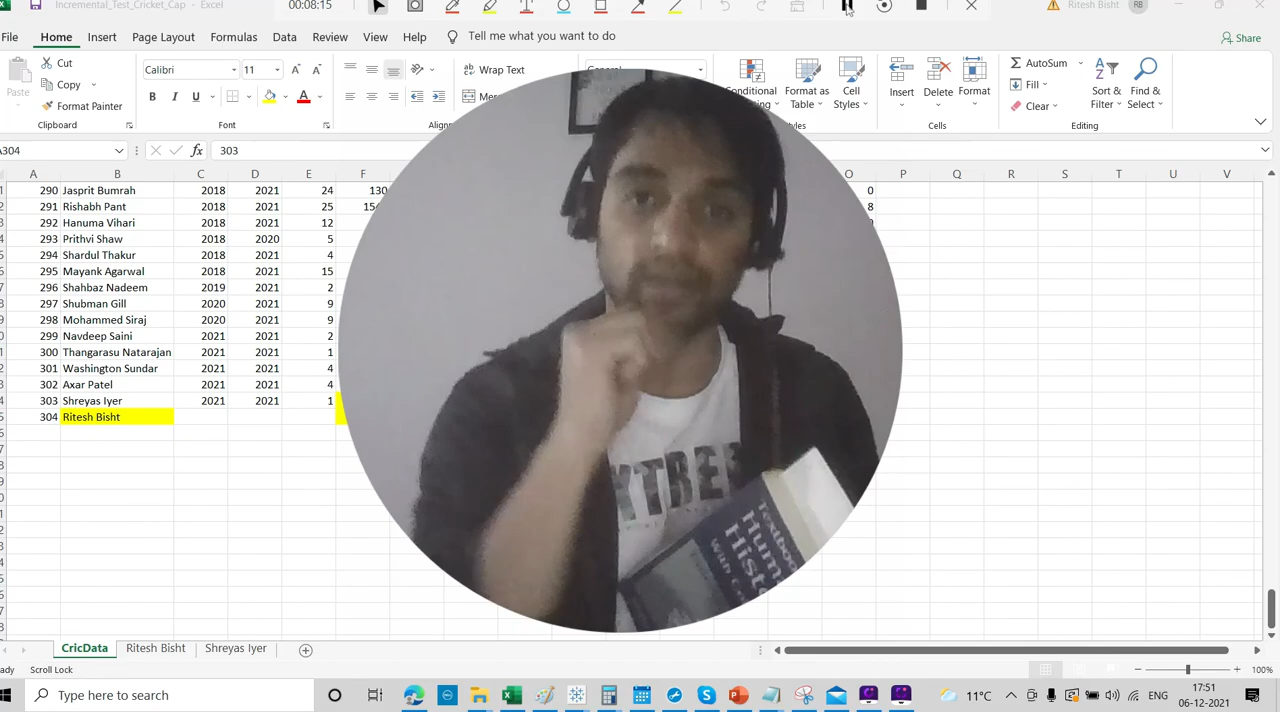 Incremental_Test_Cricket_Cap - Excel
00:08:15
Ritesh Bisht
RB
File
Home
Insert
Page Layout
Formulas
Data
Review
View
Help
Tell me what you want to do
Share
Paste
Cut
Copy
Format Painter
Clipboard
Calibri
11
B I U
Font
Wrap Text
General
Conditional
Format as
Table
Cell
Styles
Insert
Delete
Format
Cells
AutoSum
Fill
Clear
Sort &
Filter
Find &
Select
Editing
A304
fx
303
A B C D E F O P Q R S T U V
290 Jasprit Bumrah 2018 2021 24 130 0
291 Rishabh Pant 2018 2021 25 8
292 Hanuma Vihari 2018 2021 12
293 Prithvi Shaw 2018 2020 5
294 Shardul Thakur 2018 2021 4
295 Mayank Agarwal 2018 2021 15
296 Shahbaz Nadeem 2019 2021 2
297 Shubman Gill 2020 2021 9
298 Mohammed Siraj 2020 2021 9
299 Navdeep Saini 2021 2021 2
300 Thangarasu Natarajan 2021 2021 1
301 Washington Sundar 2021 2021 4
302 Axar Patel 2021 2021 4
303 Shreyas Iyer 2021 2021 1
304 Ritesh Bisht
CricData
Ritesh Bisht
Shreyas Iyer
Scroll Lock
100%
Type here to search
11°C
ENG
17:51
06-12-2021